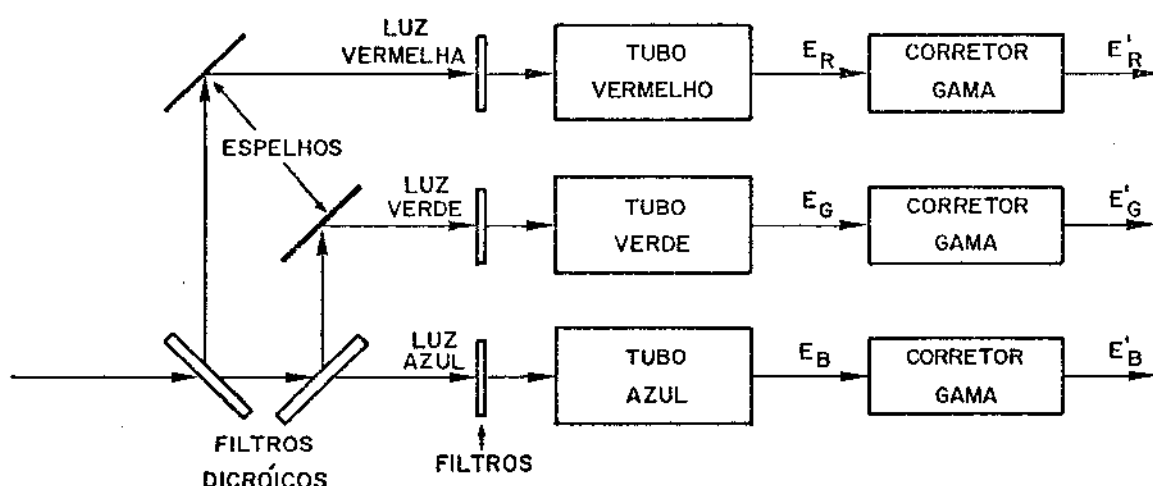 LUZ
VERMELHA
TUBO
VERMELHO
E_R
CORRETOR
GAMA
E'_R
ESPELHOS
LUZ
VERDE
TUBO
VERDE
E_G
CORRETOR
GAMA
E'_G
LUZ
AZUL
TUBO
AZUL
E_B
CORRETOR
GAMA
E'_B
FILTROS
DICRÓICOS
FILTROS